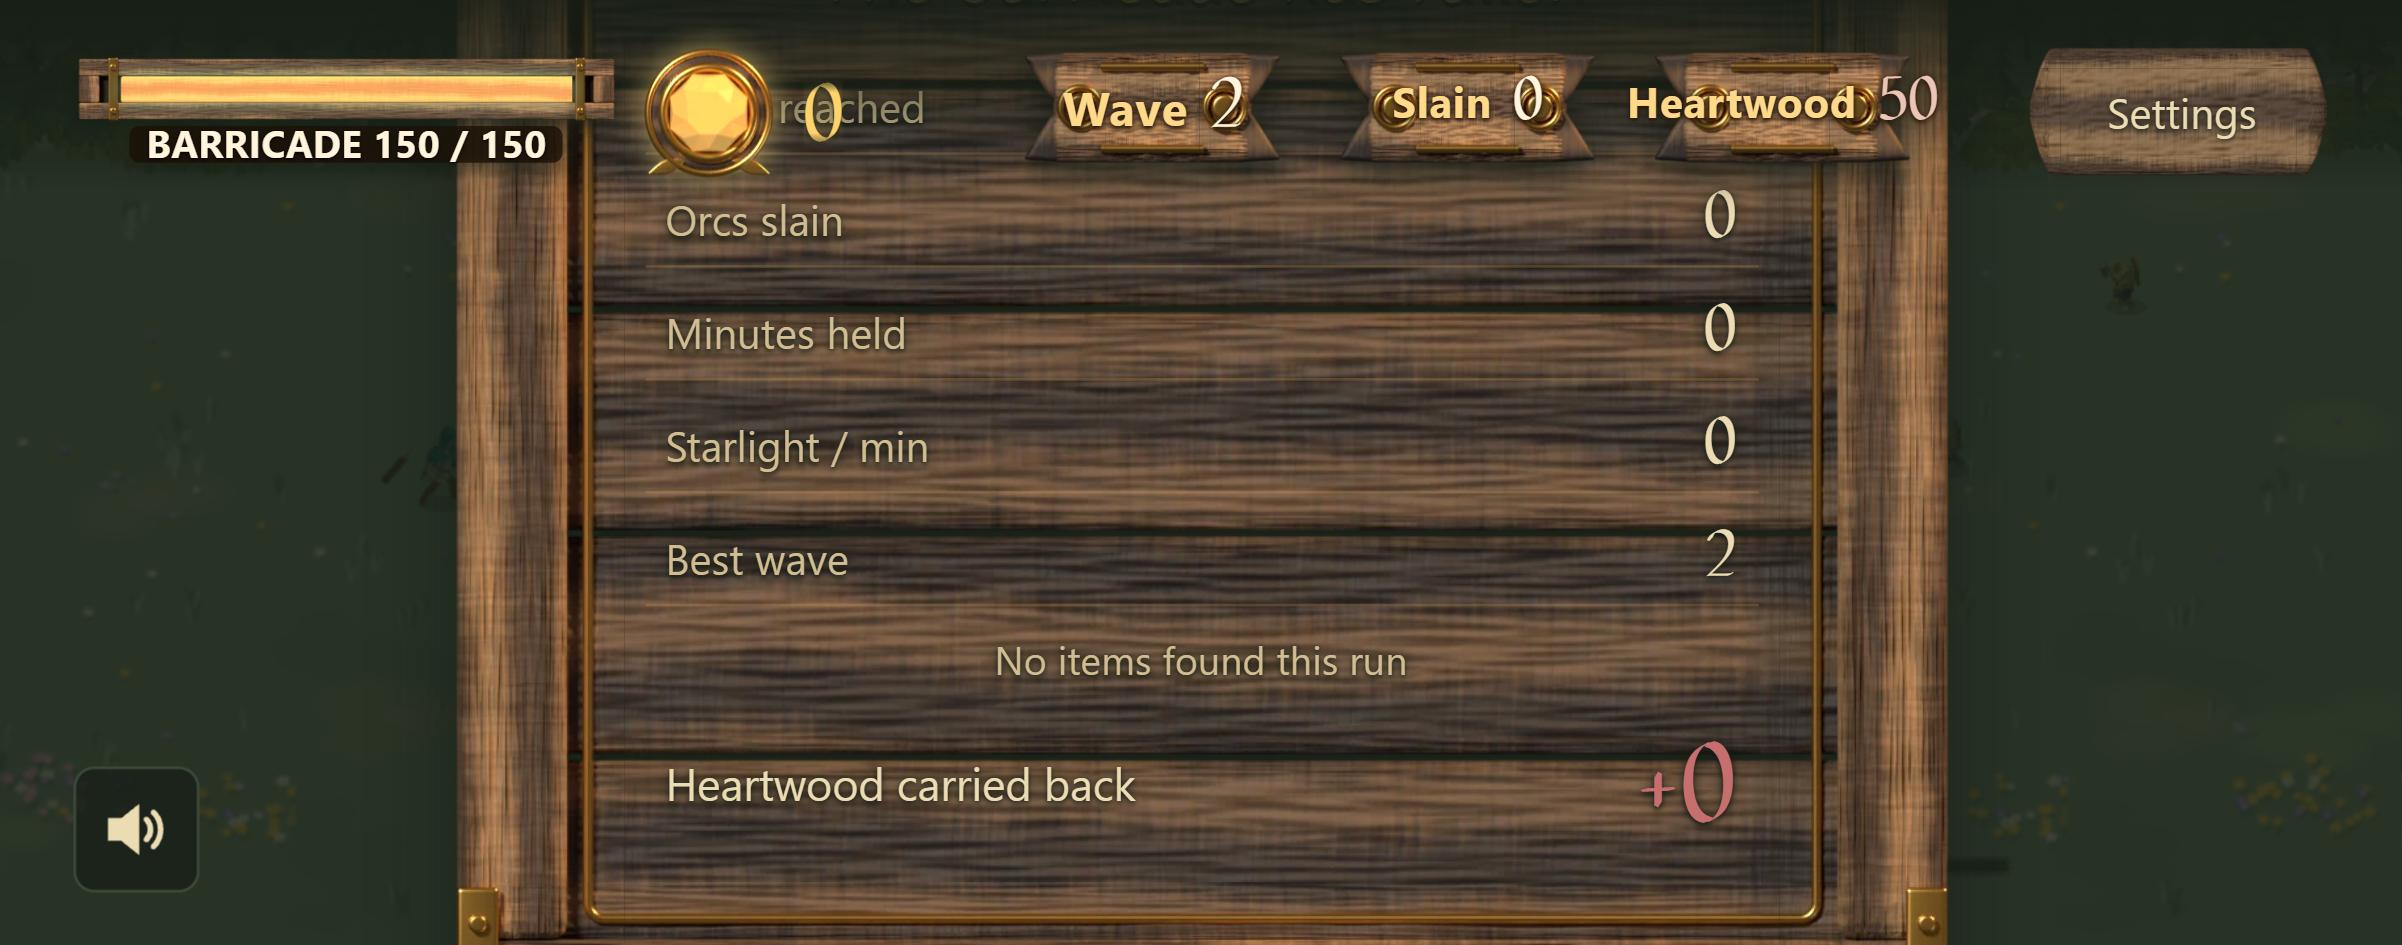 reached 0 Wave 2 Slain 0 Heartwood 50 Settings
BARRICADE 150 / 150
Orcs slain 0
Minutes held 0
Starlight / min 0
Best wave 2
No items found this run
Heartwood carried back +0